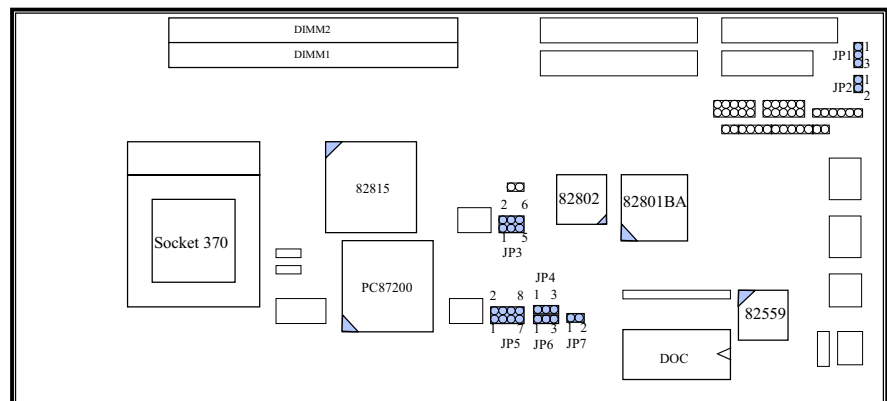 DIMM2
DIMM1
JP1
1
3
JP2
1
2
82815
82802
82801BA
Socket 370
2 6
1 5
JP3
PC87200
JP4
2 8
1 3
1 7
1 3
1 2
JP5
JP6
JP7
82559
DOC